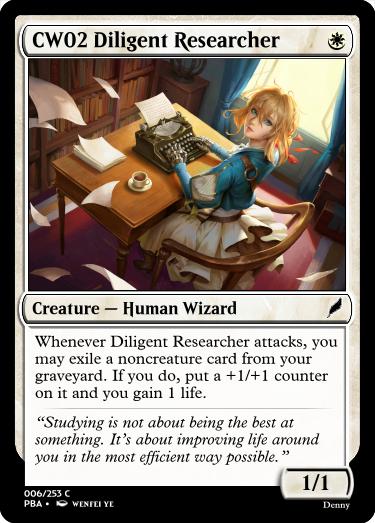 CW02 Diligent Researcher
Creature — Human Wizard
Whenever Diligent Researcher attacks, you
may exile a noncreature card from your
graveyard. If you do, put a +1/+1 counter
on it and you gain 1 life.
“Studying is not about being the best at
something. It’s about improving life around
you in the most efficient way possible.”
1/1
006/253 C
PBA • WENFEI YE
Denny